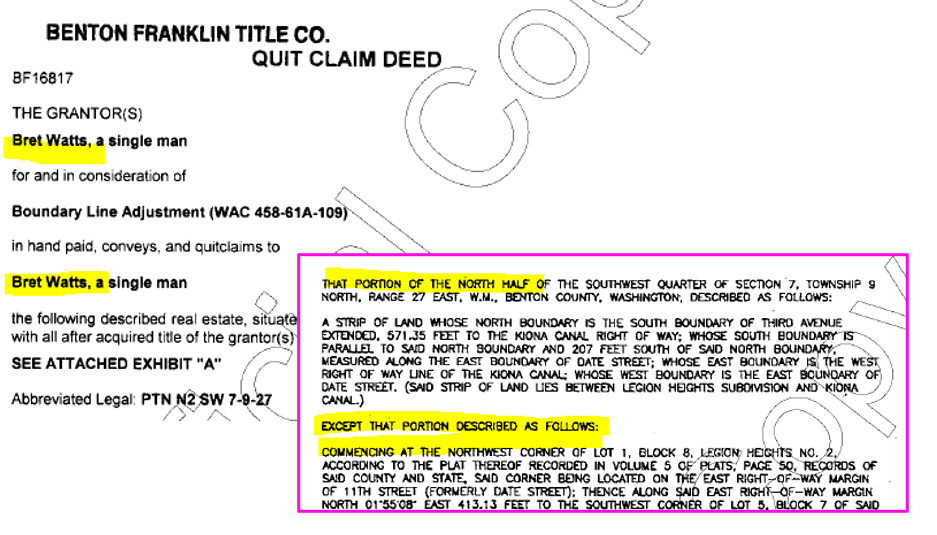 BENTON FRANKLIN TITLE CO.
QUIT CLAIM DEED
BF16817
THE GRANTOR(S)
Bret Watts, a single man
for and in consideration of
Boundary Line Adjustment (WAC 458-61A-109)
in hand paid, conveys, and quitclaims to
Bret Watts, a single man
the following described real estate, situate
with all after acquired title of the grantor(s)
SEE ATTACHED EXHIBIT "A"
Abbreviated Legal: PTN N2 SW 7-9-27
THAT PORTION OF THE NORTH HALF OF THE SOUTHWEST QUARTER OF SECTION 7, TOWNSHIP 9
NORTH, RANGE 27 EAST, W.M., BENTON COUNTY, WASHINGTON, DESCRIBED AS FOLLOWS:
A STRIP OF LAND WHOSE NORTH BOUNDARY IS THE SOUTH BOUNDARY OF THIRD AVENUE
EXTENDED, 571.35 FEET TO THE KIONA CANAL RIGHT OF WAY; WHOSE SOUTH BOUNDARY IS
PARALLEL TO SAID NORTH BOUNDARY AND 207 FEET SOUTH OF SAID NORTH BOUNDARY,
MEASURED ALONG THE EAST BOUNDARY OF DATE STREET; WHOSE EAST BOUNDARY IS THE WEST
RIGHT OF WAY LINE OF THE KIONA CANAL; WHOSE WEST BOUNDARY IS THE EAST BOUNDARY OF
DATE STREET. (SAID STRIP OF LAND LIES BETWEEN LEGION HEIGHTS SUBDIVISION AND KIONA
CANAL.)
EXCEPT THAT PORTION DESCRIBED AS FOLLOWS:
COMMENCING AT THE NORTHWEST CORNER OF LOT 1, BLOCK 8, LEGION HEIGHTS NO. 2,
ACCORDING TO THE PLAT THEREOF RECORDED IN VOLUME 5 OF PLATS, PAGE 50, RECORDS OF
SAID COUNTY AND STATE, SAID CORNER BEING LOCATED ON THE EAST RIGHT-OF-WAY MARGIN
OF 11TH STREET (FORMERLY DATE STREET); THENCE ALONG SAID EAST RIGHT-OF-WAY MARGIN
NORTH 01°55'08" EAST 413.13 FEET TO THE SOUTHWEST CORNER OF LOT 5, BLOCK 7 OF SAID